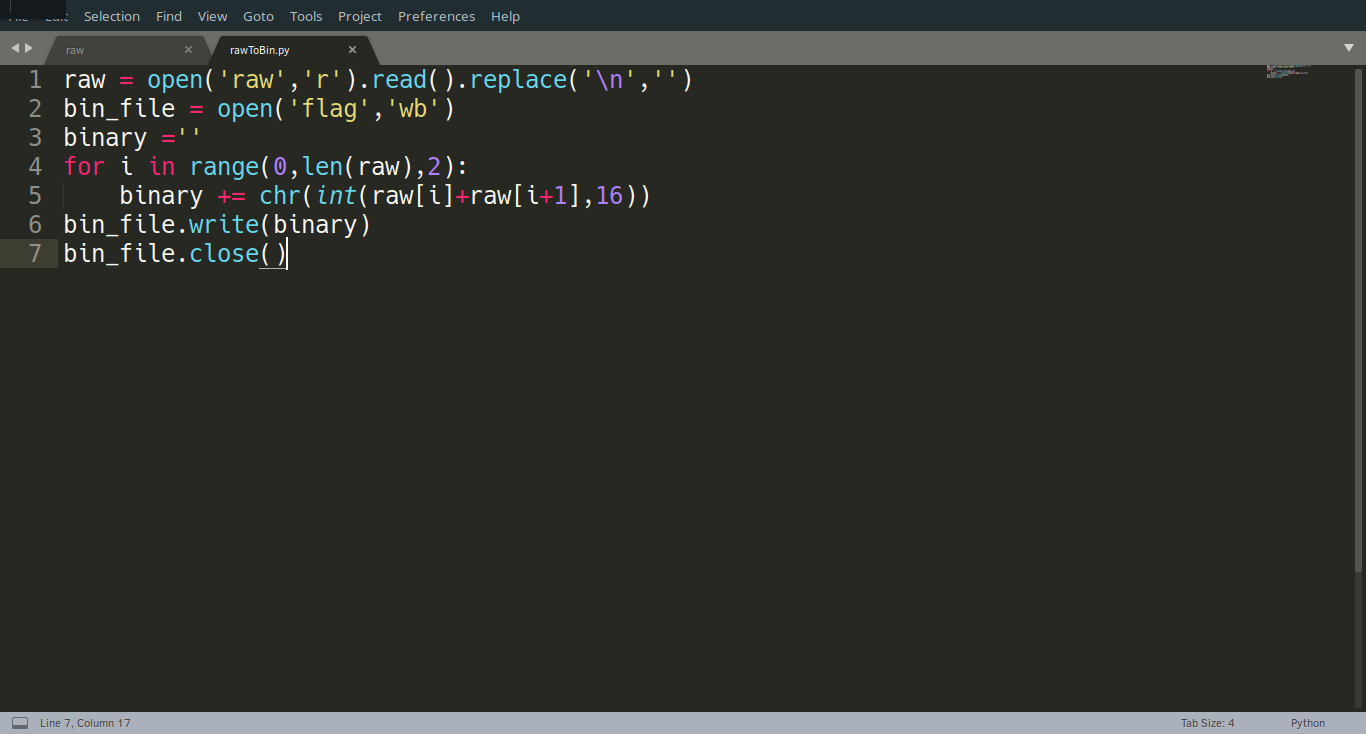 Selection Find View Goto Tools Project Preferences Help
raw × rawToBin.py ×
1 raw = open('raw','r').read().replace('\n','')
2 bin_file = open('flag','wb')
3 binary =''
4 for i in range(0,len(raw),2):
5     binary += chr(int(raw[i]+raw[i+1],16))
6 bin_file.write(binary)
7 bin_file.close()
Line 7, Column 17 Tab Size: 4 Python